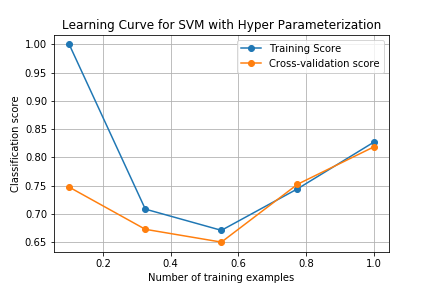 Learning Curve for SVM with Hyper Parameterization
Training Score
Cross-validation score
Classification score
1.00
0.95
0.90
0.85
0.80
0.75
0.70
0.65
0.2
0.4
0.6
0.8
1.0
Number of training examples